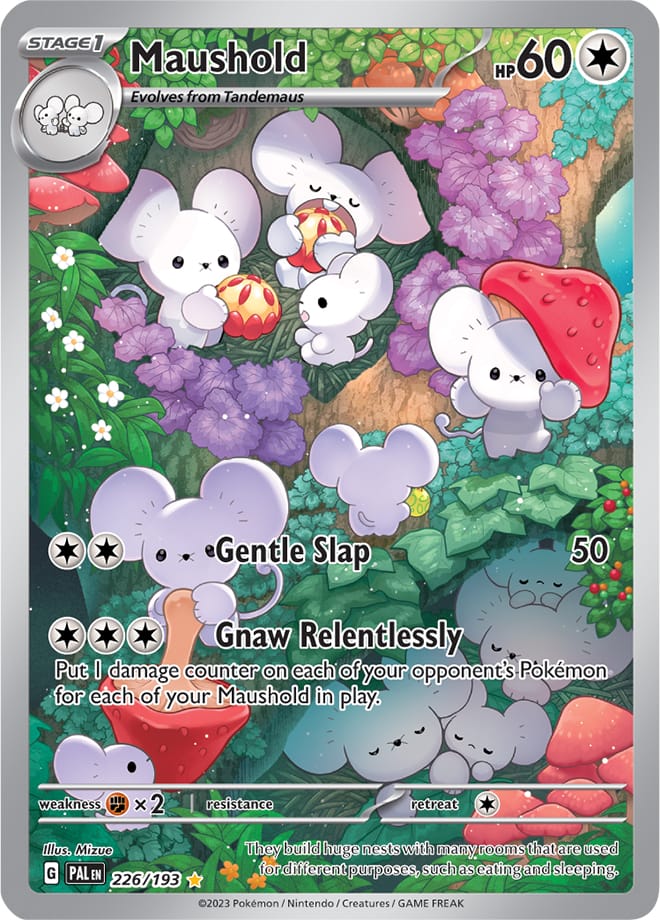 STAGE1
Maushold
HP60
Evolves from Tandemaus
Gentle Slap 50
Gnaw Relentlessly
Put 1 damage counter on each of your opponent's Pokémon
for each of your Maushold in play.
weakness ×2 resistance retreat
Illus. Mizue
They build huge nests with many rooms that are used
for different purposes, such as eating and sleeping.
G PAL EN 226/193
©2023 Pokémon / Nintendo / Creatures / GAME FREAK